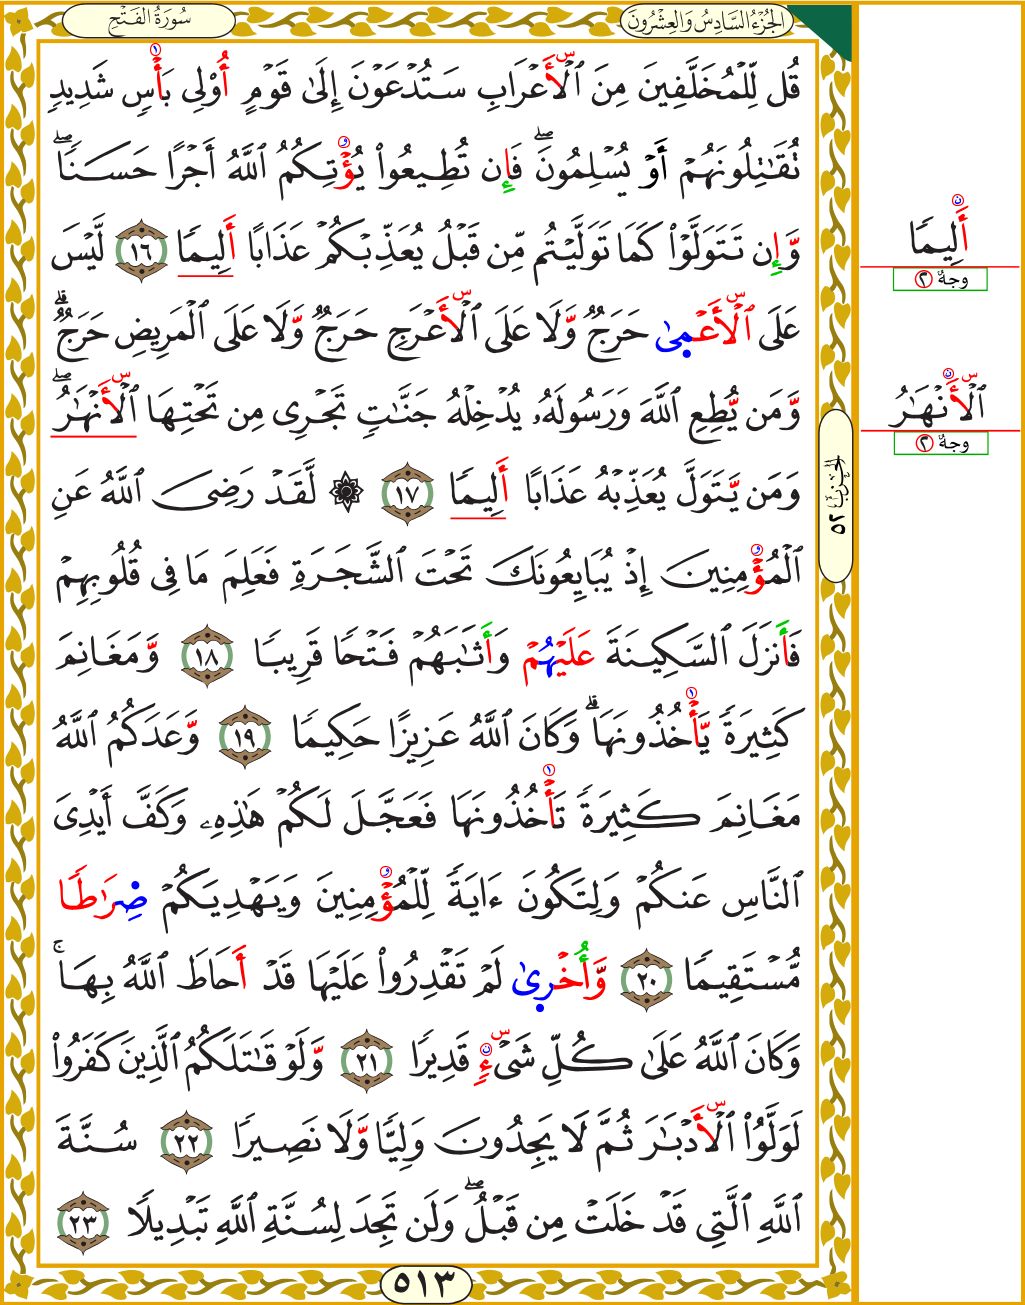 سُورَةُ الفَتْحِ
الجُزْءُ السَّادِسُ وَالعِشْرُونَ
قُل لِّلْمُخَلَّفِينَ مِنَ ٱلْأَعْرَابِ سَتُدْعَوْنَ إِلَىٰ قَوْمٍ أُو۟لِى بَأْسٍ شَدِيدٍ
تُقَـٰتِلُونَهُمْ أَوْ يُسْلِمُونَ ۖ فَإِن تُطِيعُوا۟ يُؤْتِكُمُ ٱللَّهُ أَجْرًا حَسَنًا ۖ
وَّإِن تَتَوَلَّوْا۟ كَمَا تَوَلَّيْتُم مِّن قَبْلُ يُعَذِّبْكُمْ عَذَابًا أَلِيمًا ١٦ لَّيْسَ
عَلَى ٱلْأَعْمِىٰ حَرَجٌ وَّلَا عَلَى ٱلْأَعْرَجِ حَرَجٌ وَّلَا عَلَى ٱلْمَرِيضِ حَرَجٌ ۗ
وَّمَن يُّطِعِ ٱللَّهَ وَرَسُولَهُۥ يُدْخِلْهُ جَنَّـٰتٍ تَجْرِى مِن تَحْتِهَا ٱلْأَنْهَـٰرُ ۖ
وَمَن يَّتَوَلَّ يُعَذِّبْهُ عَذَابًا أَلِيمًا ١٧ ۞ لَّقَدْ رَضِىَ ٱللَّهُ عَنِ
ٱلْمُؤْمِنِينَ إِذْ يُبَايِعُونَكَ تَحْتَ ٱلشَّجَرَةِ فَعَلِمَ مَا فِى قُلُوبِهِمْ
فَأَنزَلَ ٱلسَّكِينَةَ عَلَيْهُمْ وَأَثَـٰبَهُمْ فَتْحًا قَرِيبًا ١٨ وَّمَغَانِمَ
كَثِيرَةً يَّأْخُذُونَهَا ۗ وَكَانَ ٱللَّهُ عَزِيزًا حَكِيمًا ١٩ وَّعَدَكُمُ ٱللَّهُ
مَغَانِمَ كَثِيرَةً تَأْخُذُونَهَا فَعَجَّلَ لَكُمْ هَـٰذِهِۦ وَكَفَّ أَيْدِىَ
ٱلنَّاسِ عَنكُمْ وَلِتَكُونَ ءَايَةً لِّلْمُؤْمِنِينَ وَيَهْدِيَكُمْ صِرَٰطًا
مُّسْتَقِيمًا ٢٠ وَّأُخْرِىٰ لَمْ تَقْدِرُوا۟ عَلَيْهَا قَدْ أَحَاطَ ٱللَّهُ بِهَا ۚ
وَكَانَ ٱللَّهُ عَلَىٰ كُلِّ شَىْءٍ قَدِيرًا ٢١ وَّلَوْ قَـٰتَلَكُمُ ٱلَّذِينَ كَفَرُوا۟
لَوَلَّوُا۟ ٱلْأَدْبَـٰرَ ثُمَّ لَا يَجِدُونَ وَلِيًّا وَّلَا نَصِيرًا ٢٢ سُنَّةَ
ٱللَّهِ ٱلَّتِى قَدْ خَلَتْ مِن قَبْلُ ۖ وَلَن تَجِدَ لِسُنَّةِ ٱللَّهِ تَبْدِيلًا ٢٣
أَلِيمًا
وجهٌ ٢
ٱلْأَنْهَـٰرُ
وجهٌ ٢
الحزب ٥٢
٥١٣